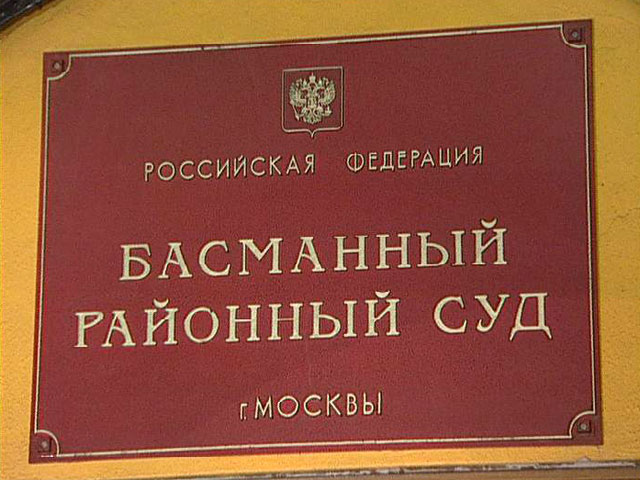 РОССИЙСКАЯ ФЕДЕРАЦИЯ
БАСМАННЫЙ
РАЙОННЫЙ СУД
г. МОСКВЫ